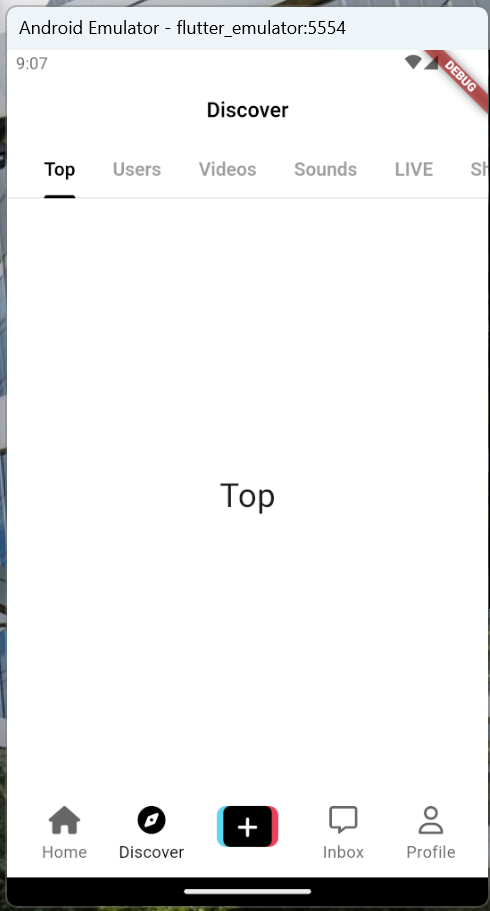 Android Emulator - flutter_emulator:5554
9:07
DEBUG
Discover
Top Users Videos Sounds LIVE Sh
Top
Home Discover Inbox Profile